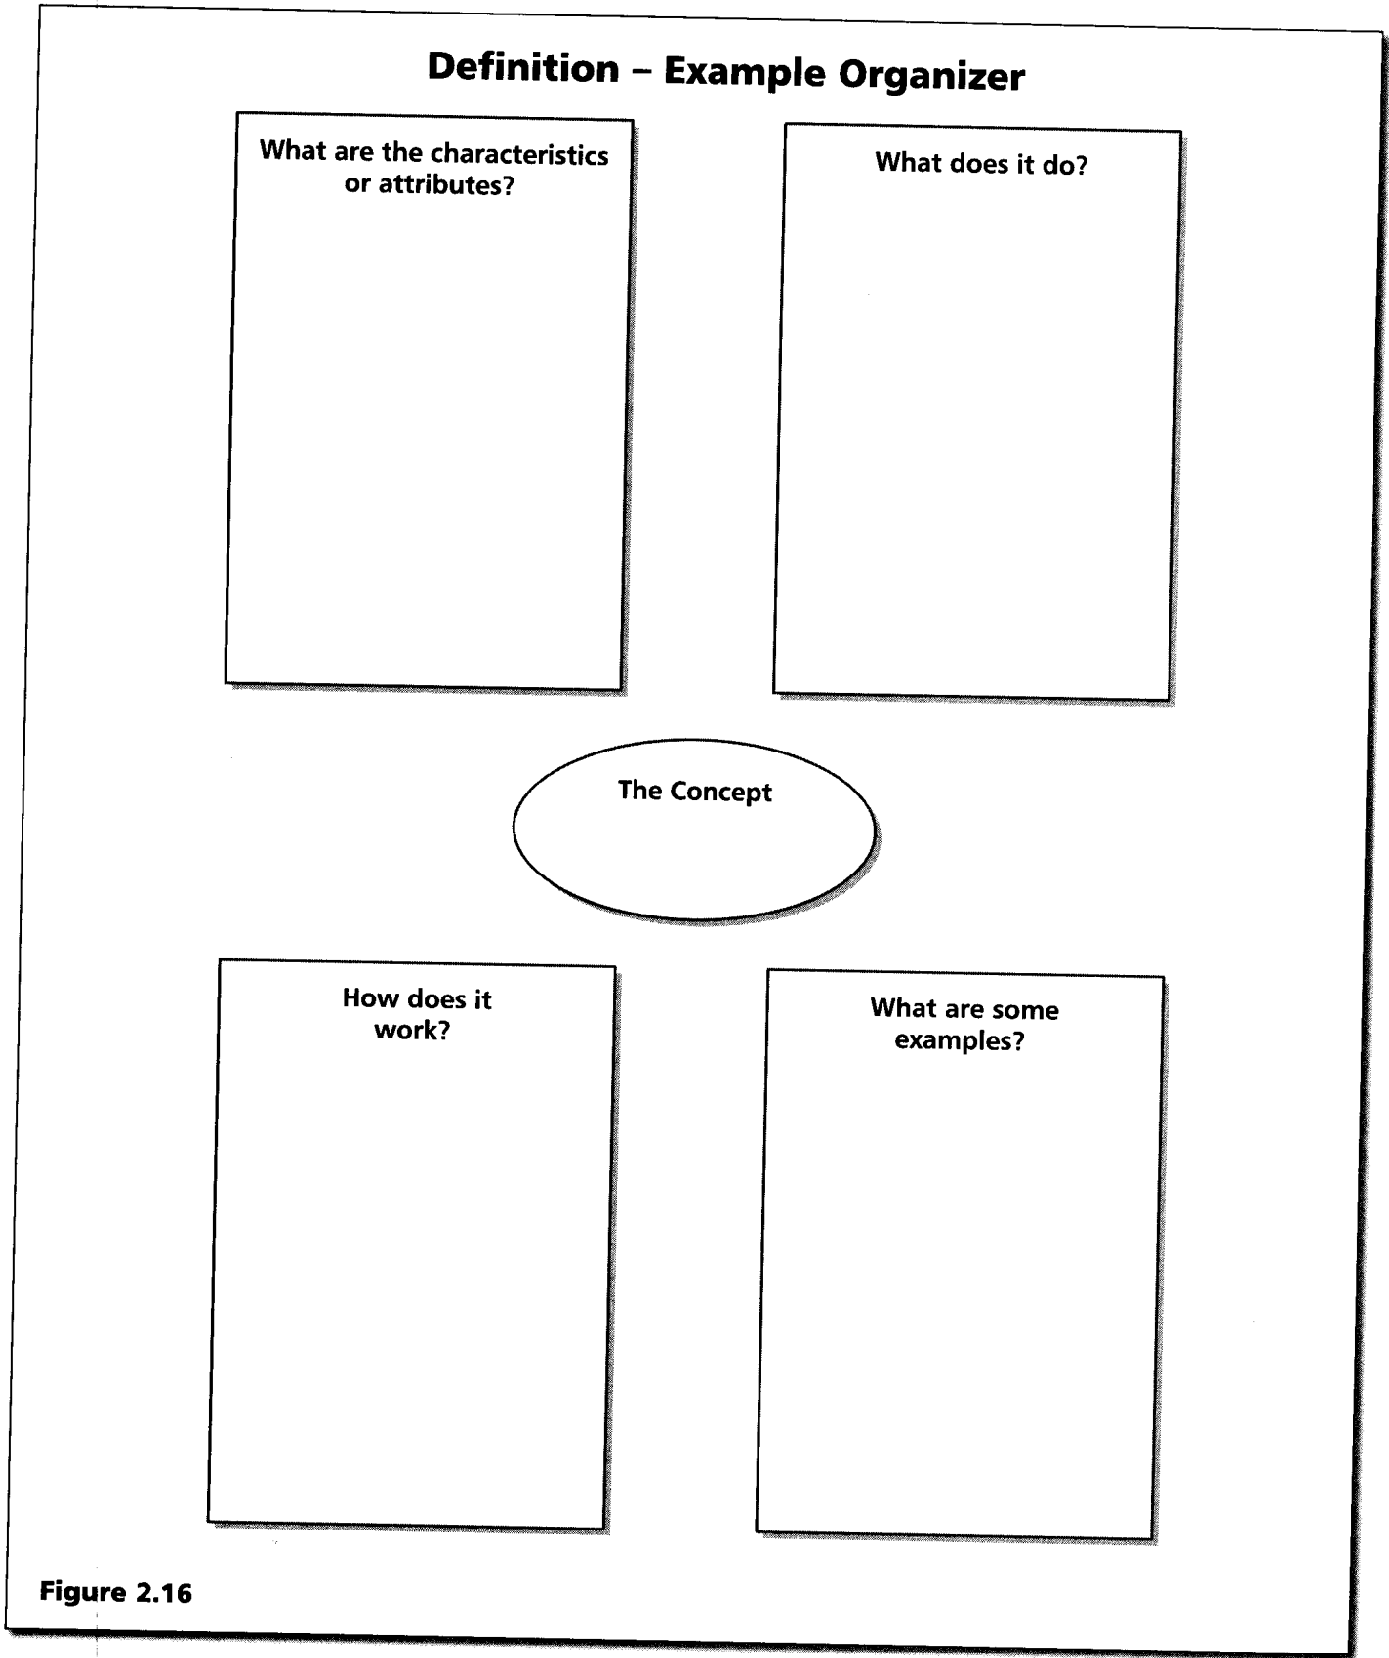 Definition – Example Organizer
What are the characteristics
or attributes?
What does it do?
The Concept
How does it
work?
What are some
examples?
Figure 2.16